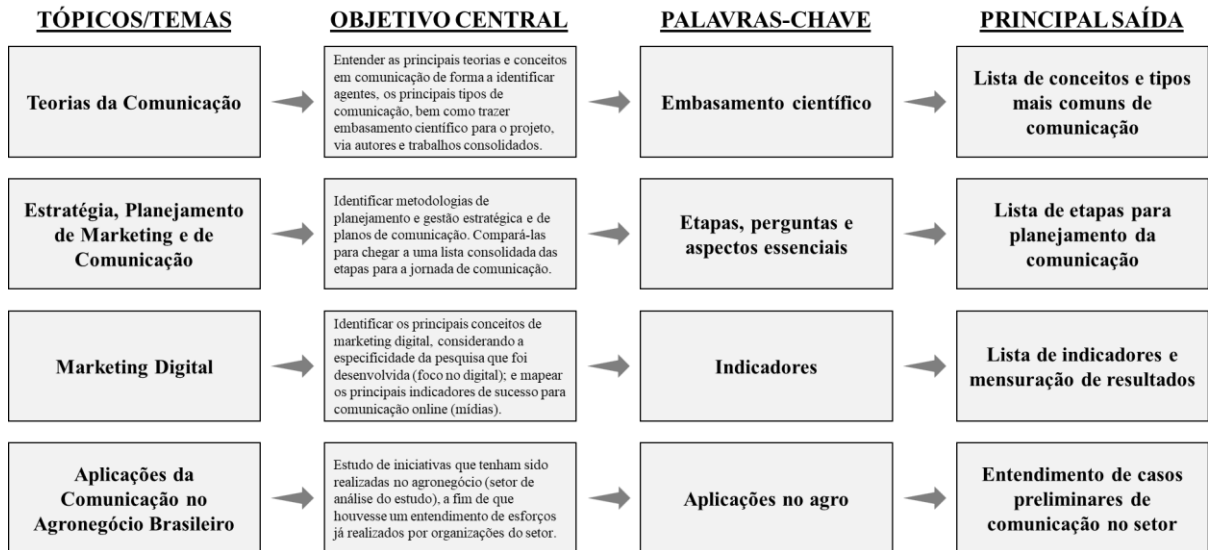 TÓPICOS/TEMAS
OBJETIVO CENTRAL
PALAVRAS-CHAVE
PRINCIPAL SAÍDA
Teorias da Comunicação
Entender as principais teorias e conceitos
em comunicação de forma a identificar
agentes, os principais tipos de
comunicação, bem como trazer
embasamento científico para o projeto,
via autores e trabalhos consolidados.
Embasamento científico
Lista de conceitos e tipos
mais comuns de
comunicação
Estratégia, Planejamento
de Marketing e de
Comunicação
Identificar metodologias de
planejamento e gestão estratégica e de
planos de comunicação. Compará-las
para chegar a uma lista consolidada das
etapas para a jornada de comunicação.
Etapas, perguntas e
aspectos essenciais
Lista de etapas para
planejamento da
comunicação
Marketing Digital
Identificar os principais conceitos de
marketing digital, considerando a
especificidade da pesquisa que foi
desenvolvida (foco no digital); e mapear
os principais indicadores de sucesso para
comunicação online (mídias).
Indicadores
Lista de indicadores e
mensuração de resultados
Aplicações da
Comunicação no
Agronegócio Brasileiro
Estudo de iniciativas que tenham sido
realizadas no agronegócio (setor de
análise do estudo), a fim de que
houvesse um entendimento de esforços
já realizados por organizações do setor.
Aplicações no agro
Entendimento de casos
preliminares de
comunicação no setor